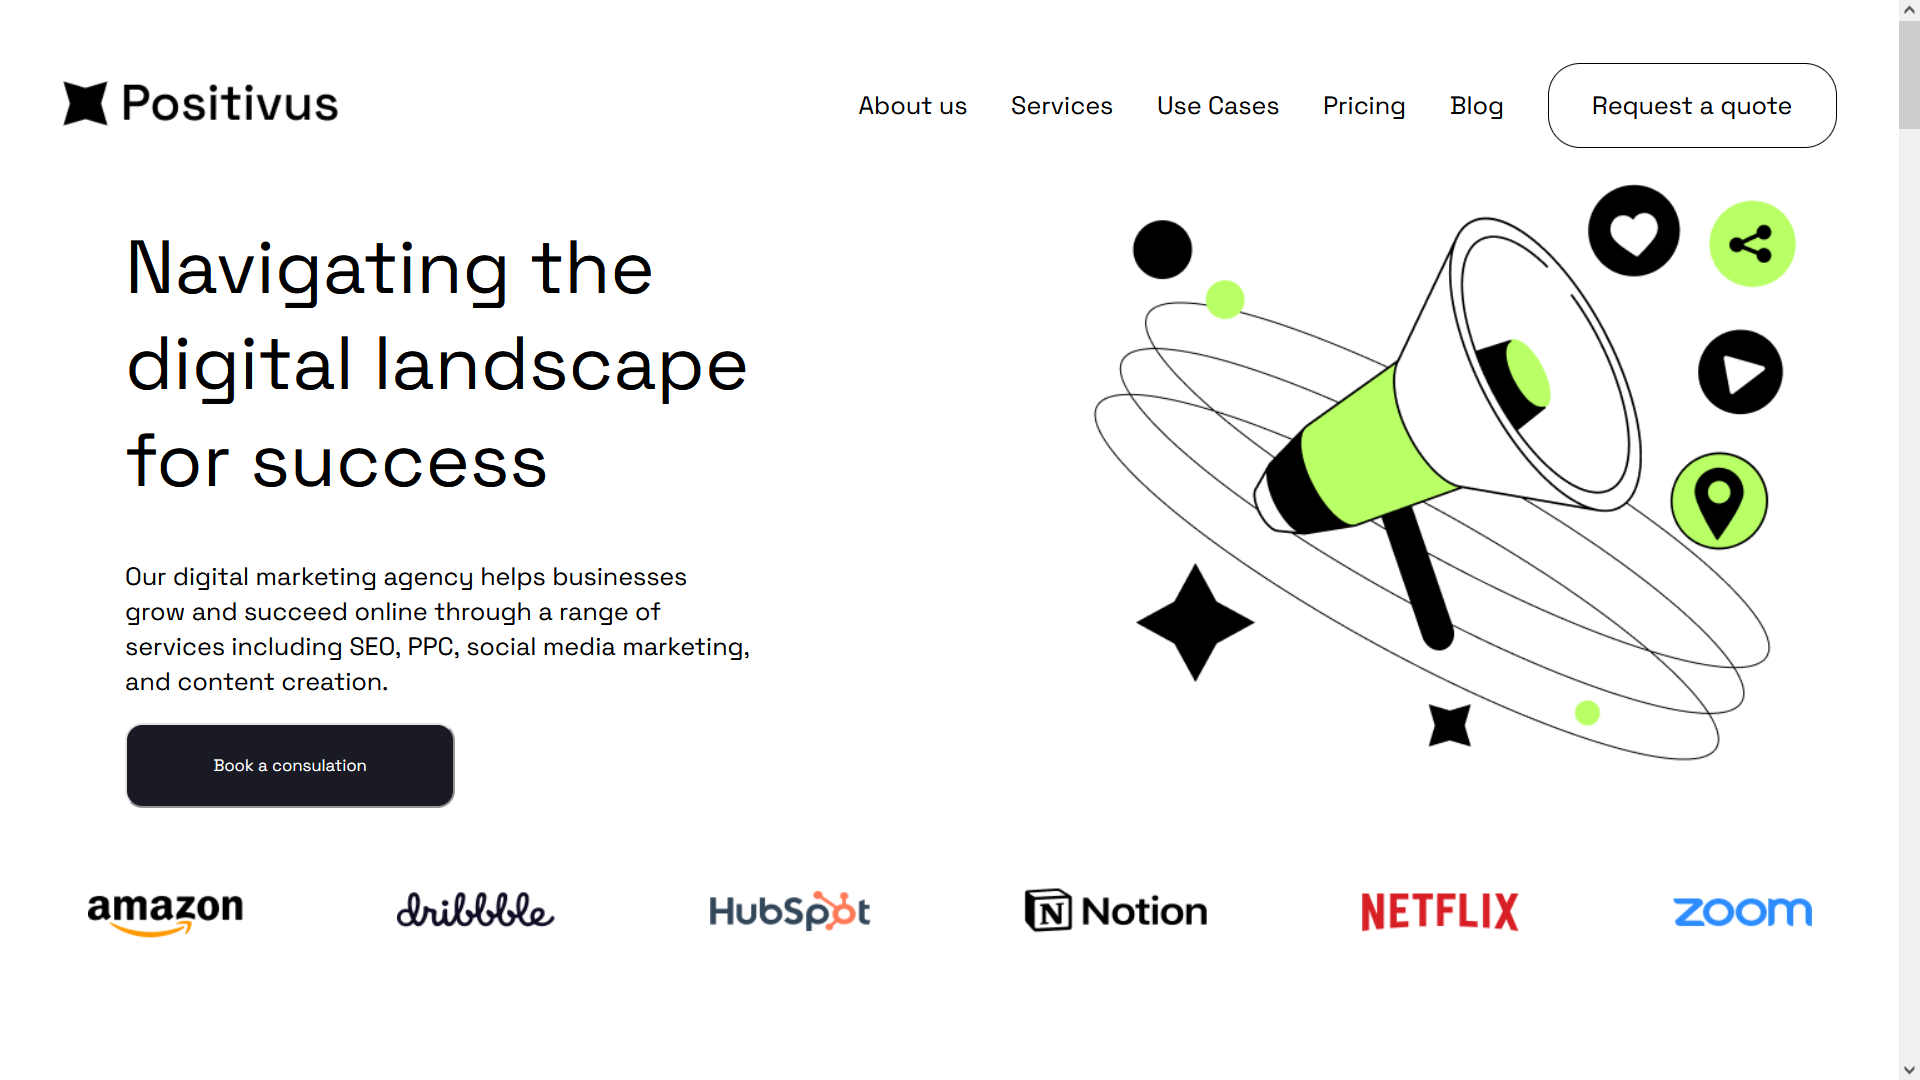 Positivus
About us Services Use Cases Pricing Blog Request a quote
Navigating the
digital landscape
for success
Our digital marketing agency helps businesses
grow and succeed online through a range of
services including SEO, PPC, social media marketing,
and content creation.
Book a consulation
amazon dribbble HubSpot Notion NETFLIX zoom